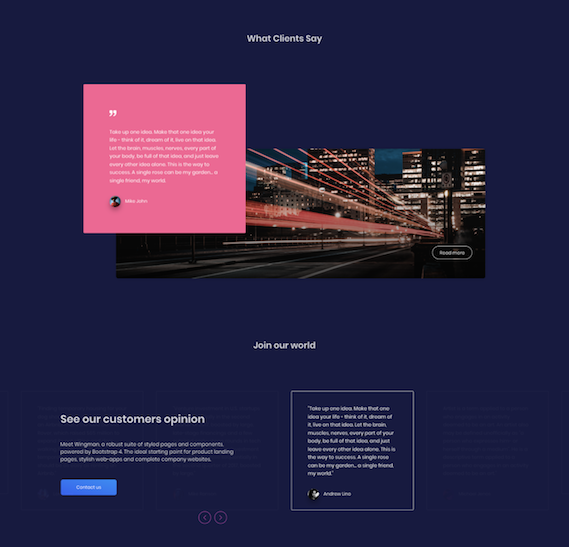 What Clients Say
”
Take up one idea. Make that one idea your
life - think of it, dream of it, live on that idea.
Let the brain, muscles, nerves, every part of
your body, be full of that idea, and just leave
every other idea alone. This is the way to
success. A single rose can be my garden... a
single friend, my world.
Mike John
Read more
Join our world
See our customers opinion
Meet Wingman, a robust suite of styled pages and components,
powered by Bootstrap 4. The ideal starting point for product landing
pages, stylish web-apps and complete company websites.
Contact us
"Take up one idea. Make that one
idea your life - think of it, dream of
it, live on that idea. Let the brain,
muscles, nerves, every part of your
body, be full of that idea, and just
leave every other idea alone. This is
the way to success. A single rose
can be my garden... a single friend,
my world."
Andrew Lino